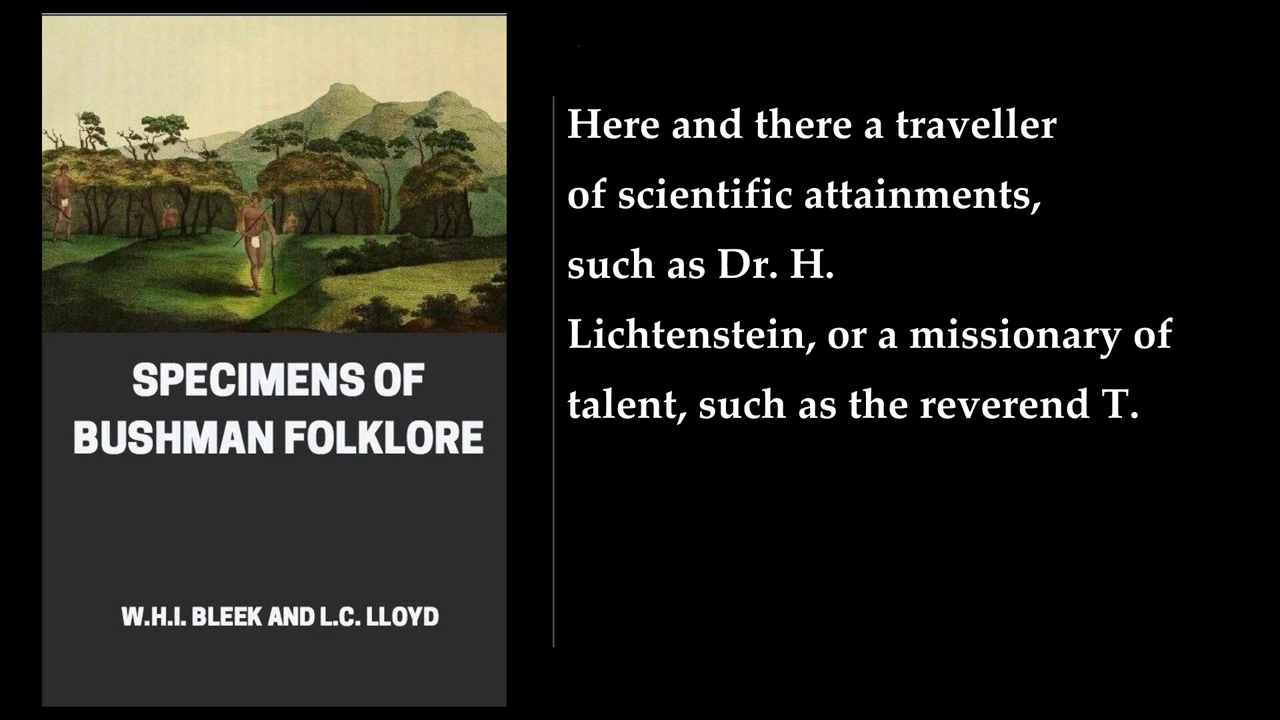 SPECIMENS OF
BUSHMAN FOLKLORE
W.H.I. BLEEK AND L.C. LLOYD
Here and there a traveller
of scientific attainments,
such as Dr. H.
Lichtenstein, or a missionary of
talent, such as the reverend T.